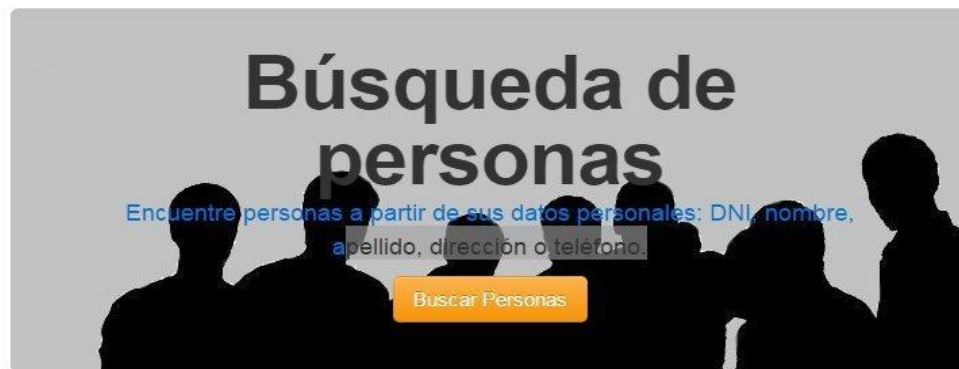 Búsqueda de
personas
Encuentre personas a partir de sus datos personales: DNI, nombre,
apellido, dirección o teléfono.
Buscar Personas